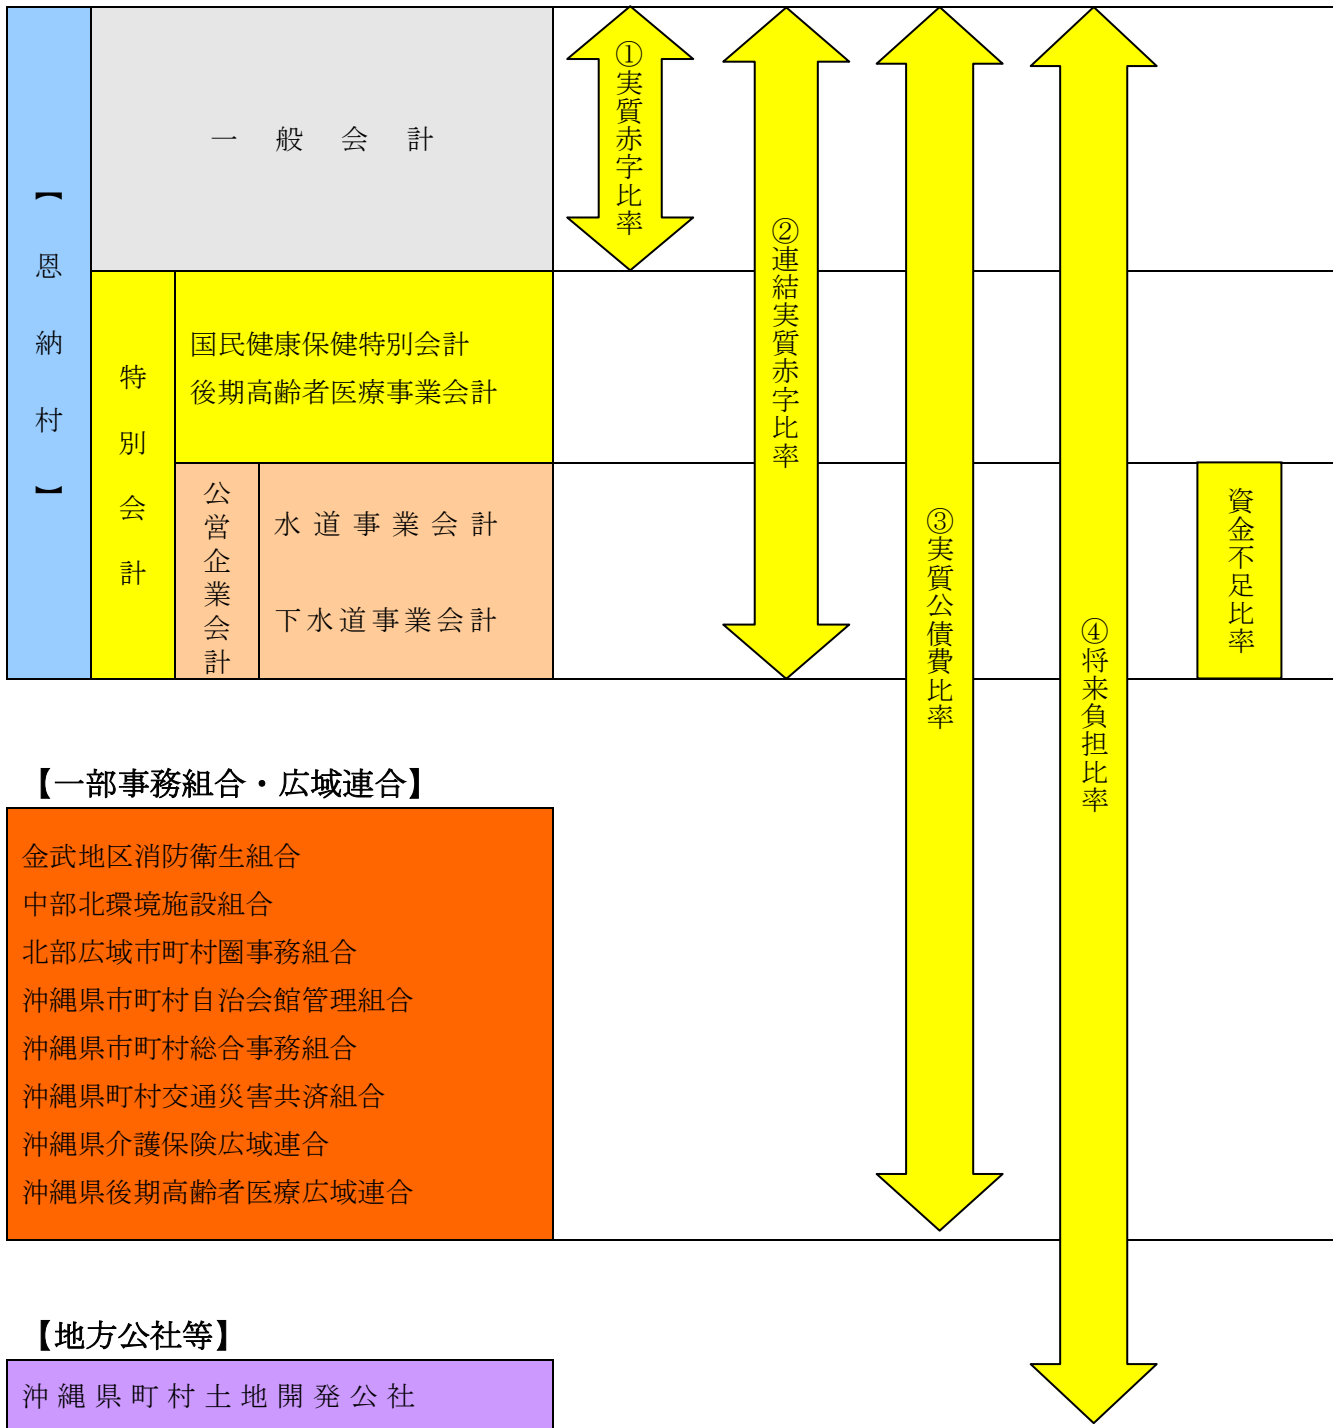 【恩納村】
一般会計
特別会計
国民健康保健特別会計
後期高齢者医療事業会計
公営企業会計
水道事業会計
下水道事業会計
①実質赤字比率
②連結実質赤字比率
③実質公債費比率
④将来負担比率
資金不足比率
【一部事務組合・広域連合】
金武地区消防衛生組合
中部北環境施設組合
北部広域市町村圏事務組合
沖縄県市町村自治会館管理組合
沖縄県市町村総合事務組合
沖縄県町村交通災害共済組合
沖縄県介護保険広域連合
沖縄県後期高齢者医療広域連合
【地方公社等】
沖縄県町村土地開発公社